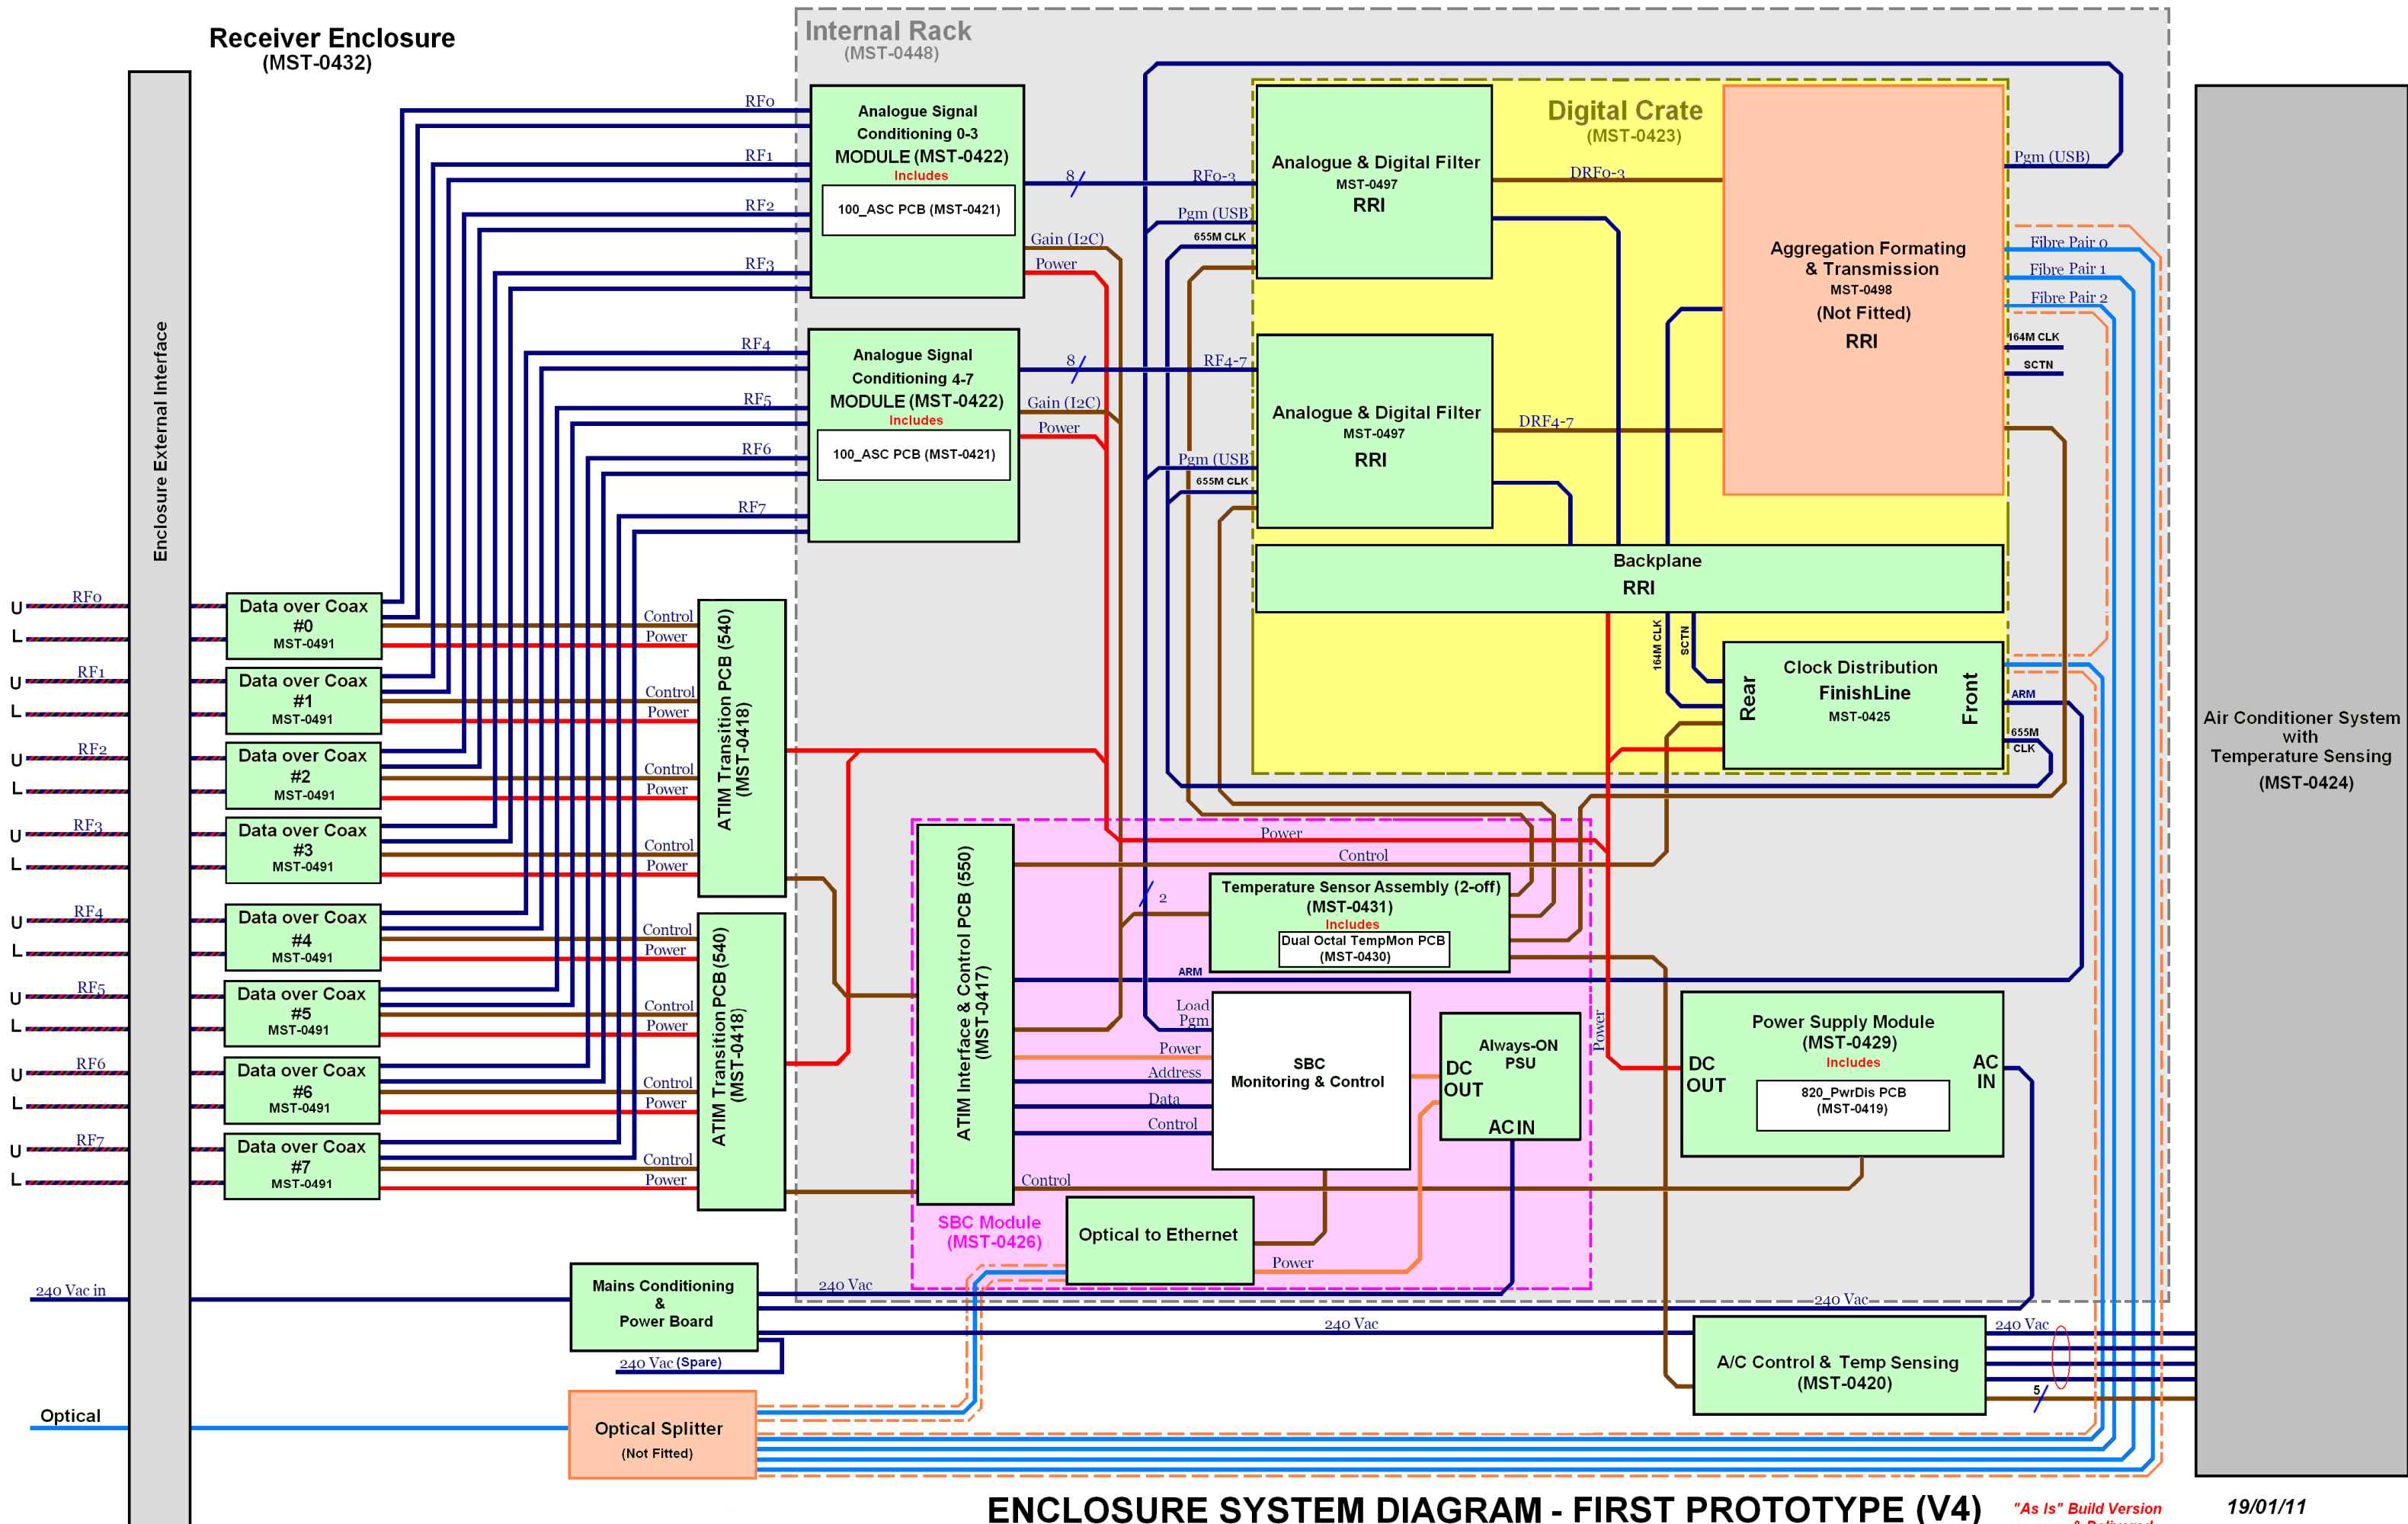 Receiver Enclosure
(MST-0432)
Internal Rack
(MST-0448)
Enclosure External Interface
RF0
RF1
RF2
RF3
RF4
RF5
RF6
RF7
Analogue Signal
Conditioning 0-3
MODULE (MST-0422)
Includes
100_ASC PCB (MST-0421)
8
Gain (I2C)
Power
Analogue Signal
Conditioning 4-7
MODULE (MST-0422)
Includes
100_ASC PCB (MST-0421)
8
Gain (I2C)
Power
Digital Crate
(MST-0423)
RF0-3
Pgm (USB)
655M CLK
Analogue & Digital Filter
MST-0497
RRI
DRF0-3
RF4-7
Pgm (USB
655M CLK
Analogue & Digital Filter
MST-0497
RRI
DRF4-7
Aggregation Formating
& Transmission
MST-0498
(Not Fitted)
RRI
Pgm (USB)
Fibre Pair 0
Fibre Pair 1
Fibre Pair 2
164M CLK
SCTN
Backplane
RRI
164M CLK
SCTN
Rear
Clock Distribution
FinishLine
MST-0425
Front
ARM
655M
CLK
Air Conditioner System
with
Temperature Sensing
(MST-0424)
U
RF0
L
Data over Coax
#0
MST-0491
Control
Power
U
RF1
L
Data over Coax
#1
MST-0491
Control
Power
U
RF2
L
Data over Coax
#2
MST-0491
Control
Power
U
RF3
L
Data over Coax
#3
MST-0491
Control
Power
U
RF4
L
Data over Coax
#4
MST-0491
Control
Power
U
RF5
L
Data over Coax
#5
MST-0491
Control
Power
U
RF6
L
Data over Coax
#6
MST-0491
Control
Power
U
RF7
L
Data over Coax
#7
MST-0491
Control
Power
ATIM Transition PCB (540)
(MST-0418)
ATIM Transition PCB (540)
(MST-0418)
ATIM Interface & Control PCB (550)
(MST-0417)
Power
Control
2
Temperature Sensor Assembly (2-off)
(MST-0431)
Includes
Dual Octal TempMon PCB
(MST-0430)
ARM
Load
Pgm
Power
Address
Data
Control
SBC
Monitoring & Control
Always-ON
PSU
DC
OUT
AC IN
Power
Power Supply Module
(MST-0429)
Includes
820_PwrDis PCB
(MST-0419)
DC
OUT
AC
IN
Control
SBC Module
(MST-0426)
Optical to Ethernet
Power
240 Vac in
Mains Conditioning
&
Power Board
240 Vac
240 Vac
240 Vac
240 Vac (Spare)
A/C Control & Temp Sensing
(MST-0420)
240 Vac
5
Optical
Optical Splitter
(Not Fitted)
ENCLOSURE SYSTEM DIAGRAM - FIRST PROTOTYPE (V4)
"As Is" Build Version
19/01/11